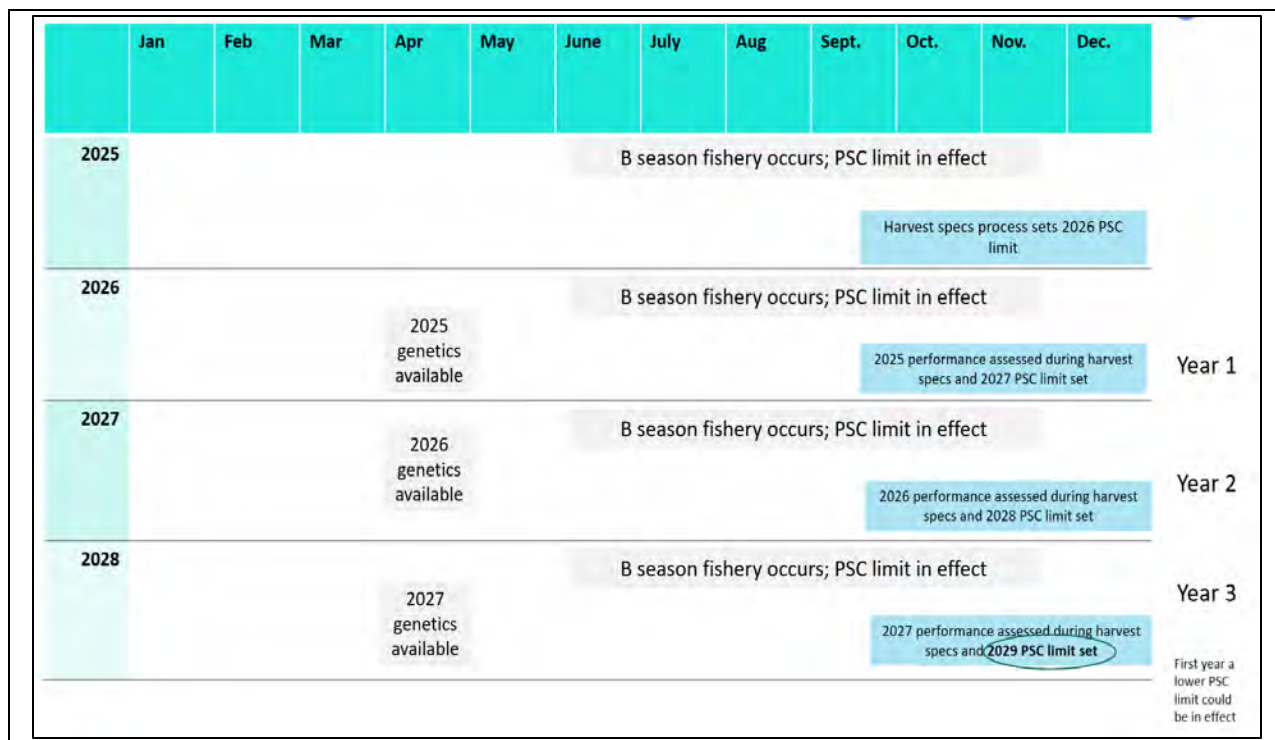 Jan Feb Mar Apr May June July Aug Sept. Oct. Nov. Dec.
2025
B season fishery occurs; PSC limit in effect
Harvest specs process sets 2026 PSC
limit
2026
B season fishery occurs; PSC limit in effect
2025
genetics
available
2025 performance assessed during harvest
specs and 2027 PSC limit set
Year 1
2027
B season fishery occurs; PSC limit in effect
2026
genetics
available
2026 performance assessed during harvest
specs and 2028 PSC limit set
Year 2
2028
B season fishery occurs; PSC limit in effect
2027
genetics
available
2027 performance assessed during harvest
specs and 2029 PSC limit set
Year 3
First year a
lower PSC
limit could
be in effect